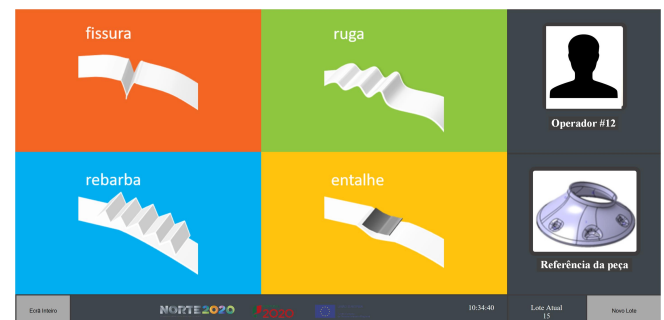 fissura
ruga
Operador #12
rebarba
entalhe
Referência da peça
Ecrã Inteiro
NORTE2020
2020
10:34:40
Lote Atual
15
Novo Lote